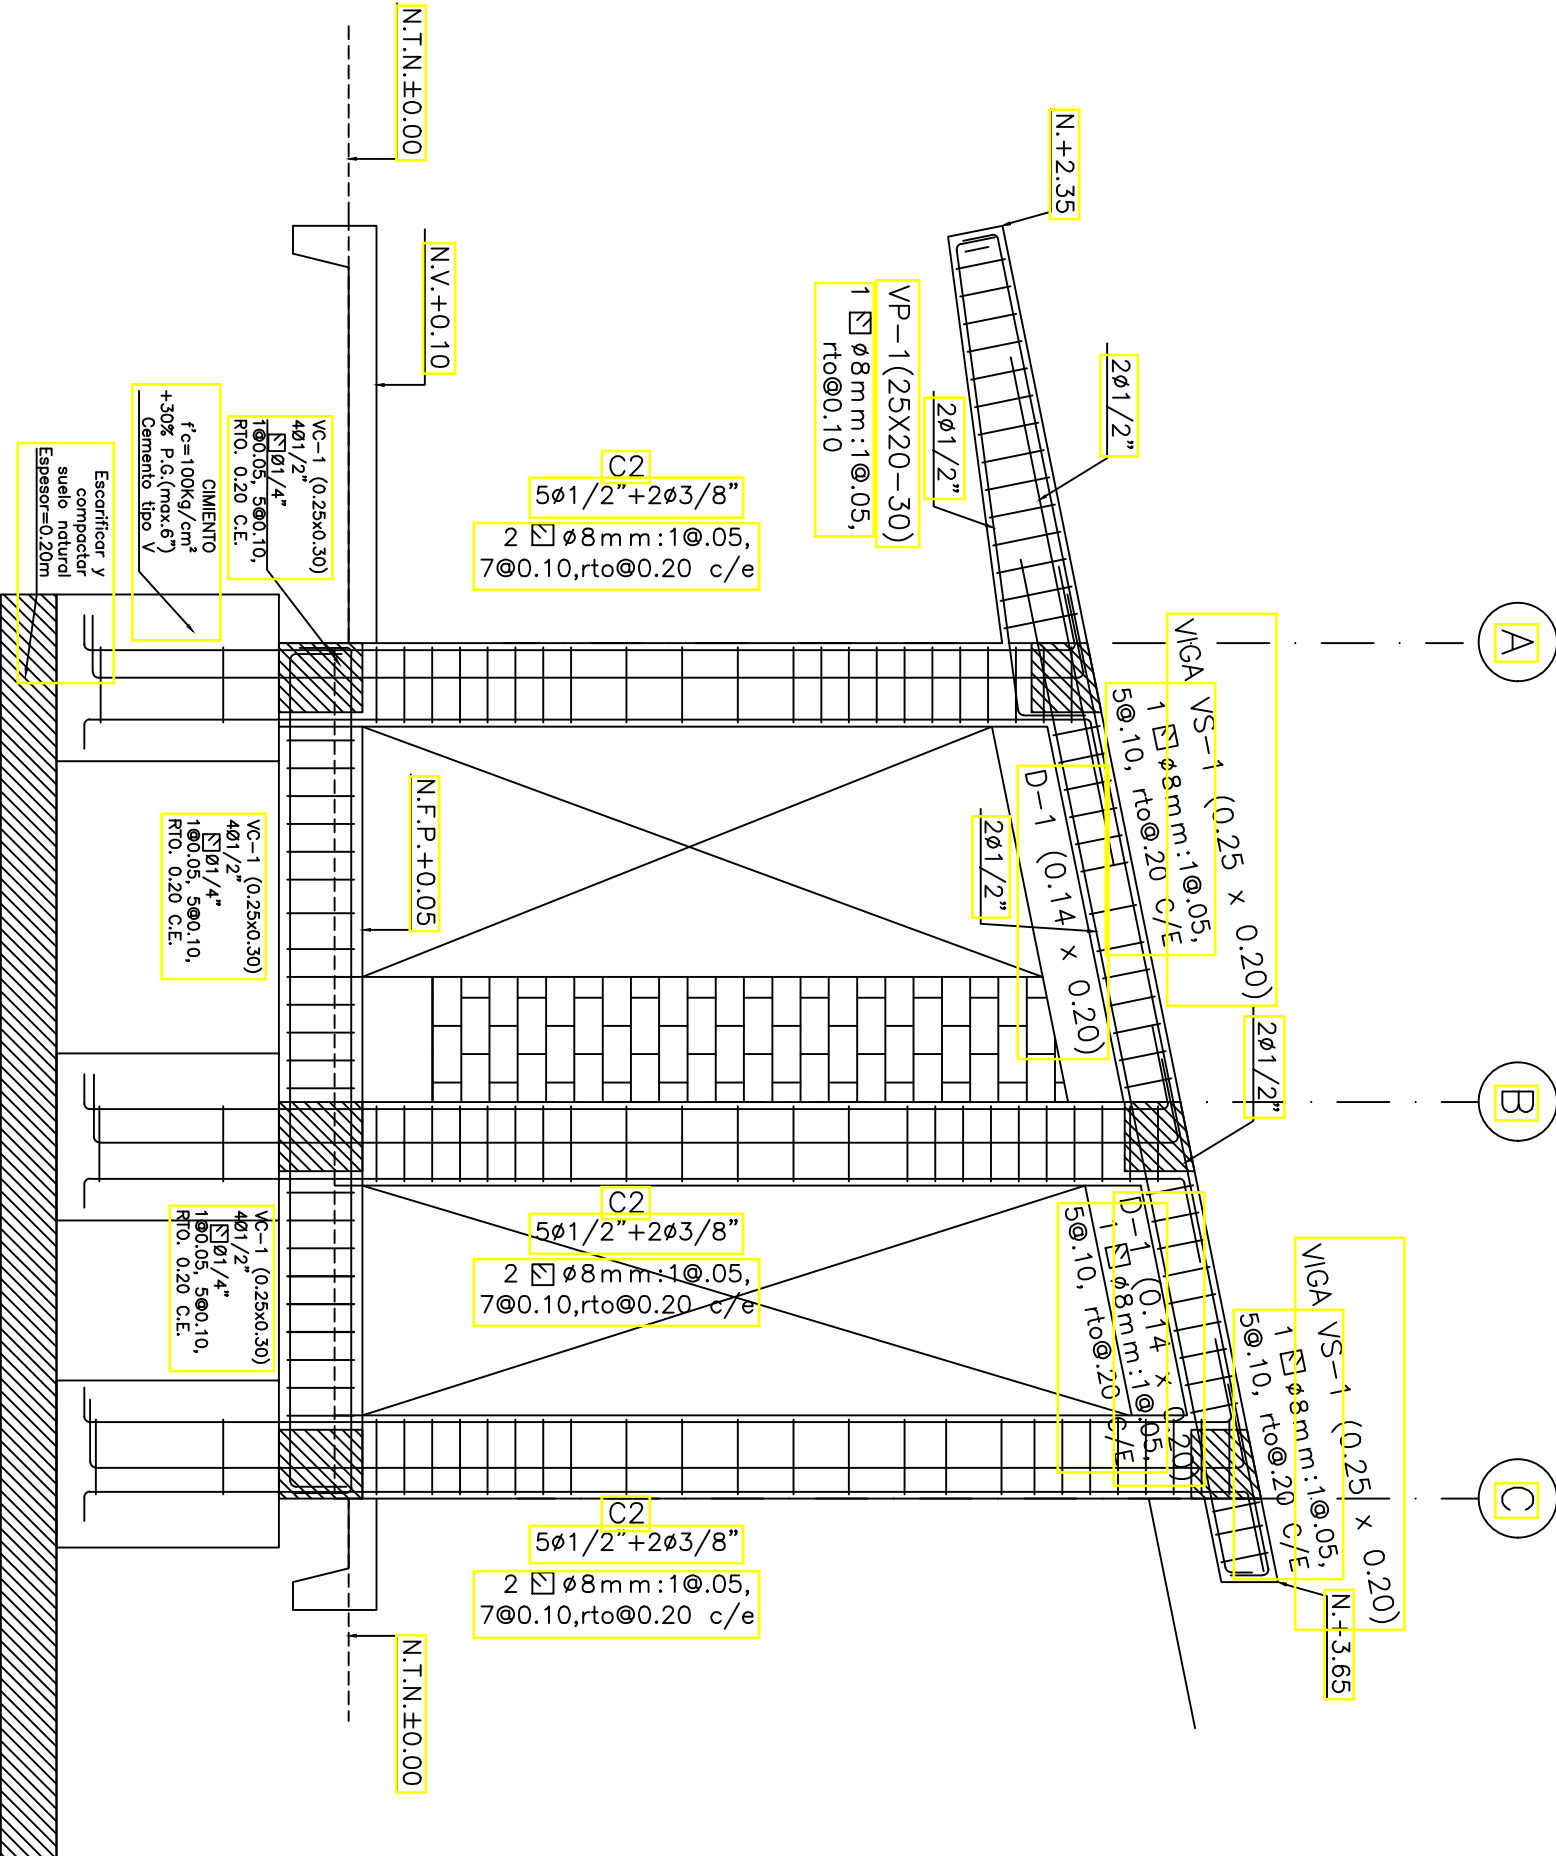 A
B
C
N.+2.35
2ø1/2"
2ø1/2"
VP-1(25X20-30)
1 ø8mm:1@.05,
rto@0.10
VIGA VS-1 (0.25 x 0.20)
1 ø8mm:1@.05,
5@.10, rto@.20 C/E
D-1 (0.14 x 0.20)
2ø1/2"
2ø1/2"
VIGA VS-1 (0.25 x 0.20)
1 ø8mm:1@.05,
5@.10, rto@.20 C/E
D-1 (0.14 x 0.20)
1 ø8mm:1@.05,
5@.10, rto@.20 C/E
N.+3.65
C2
5ø1/2"+2ø3/8"
2 ø8mm:1@.05,
7@0.10,rto@0.20 c/e
C2
5ø1/2"+2ø3/8"
2 ø8mm:1@.05,
7@0.10,rto@0.20 c/e
C2
5ø1/2"+2ø3/8"
2 ø8mm:1@.05,
7@0.10,rto@0.20 c/e
N.T.N.±0.00
N.V.+0.10
N.F.P.+0.05
N.T.N.±0.00
VC-1 (0.25x0.30)
4Ø1/2"
Ø1/4"
1@0.05, 5@0.10,
RTO. 0.20 C.E.
VC-1 (0.25x0.30)
4Ø1/2"
Ø1/4"
1@0.05, 5@0.10,
RTO. 0.20 C.E.
VC-1 (0.25x0.30)
4Ø1/2"
Ø1/4"
1@0.05, 5@0.10,
RTO. 0.20 C.E.
CIMIENTO
f'c=100Kg/cm²
+30% P.G.(max.6")
Cemento tipo V
Escarificar y
compactar
suelo natural
Espesor=0.20m